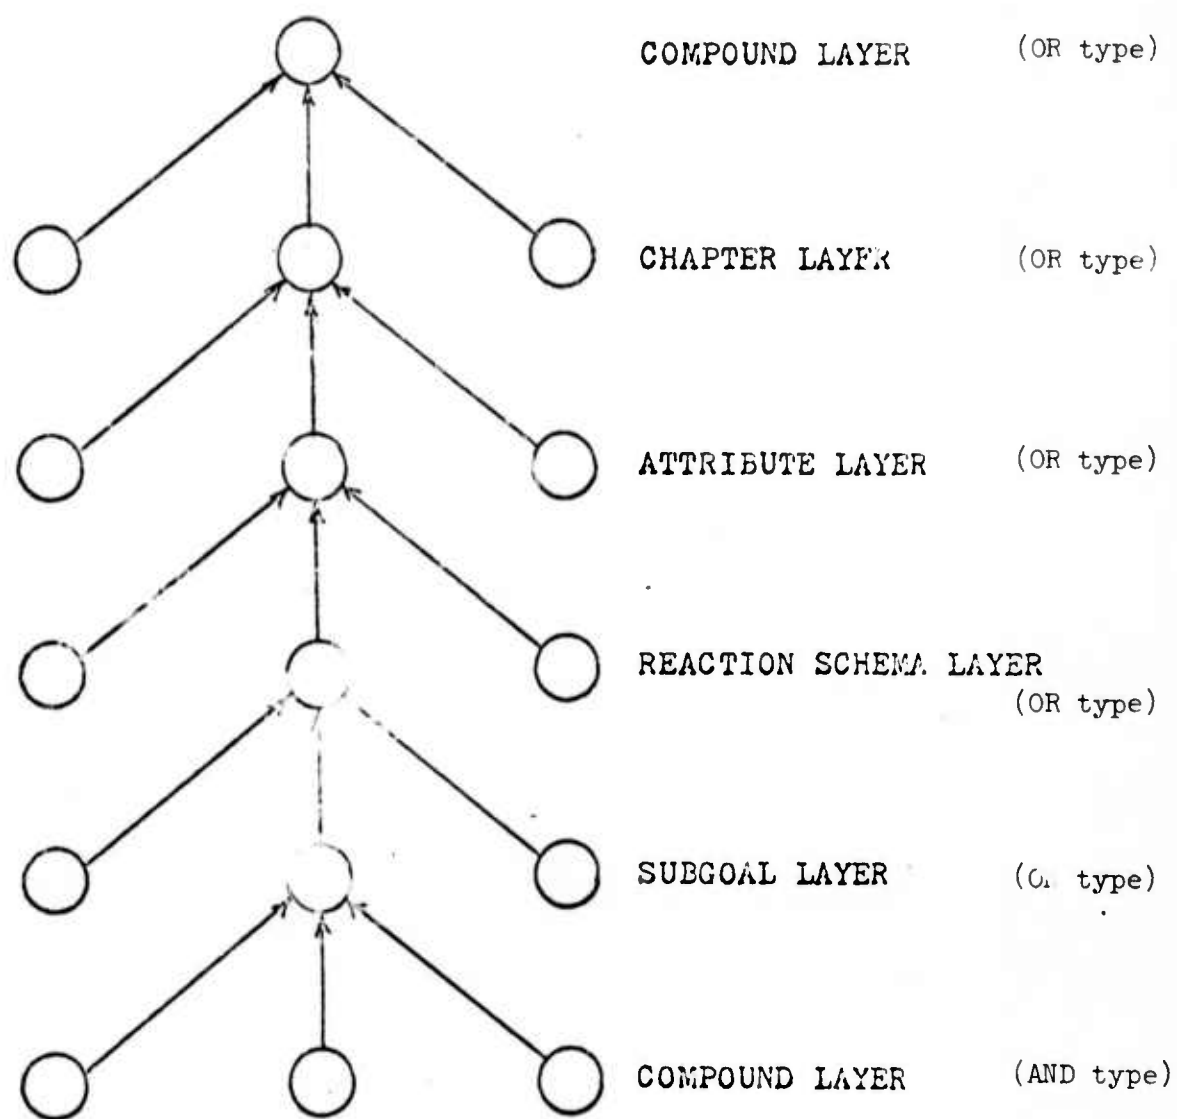 COMPOUND LAYER (OR type)
CHAPTER LAYER (OR type)
ATTRIBUTE LAYER (OR type)
REACTION SCHEMA LAYER
(OR type)
SUBGOAL LAYER type)
COMPOUND LAYER (AND type)